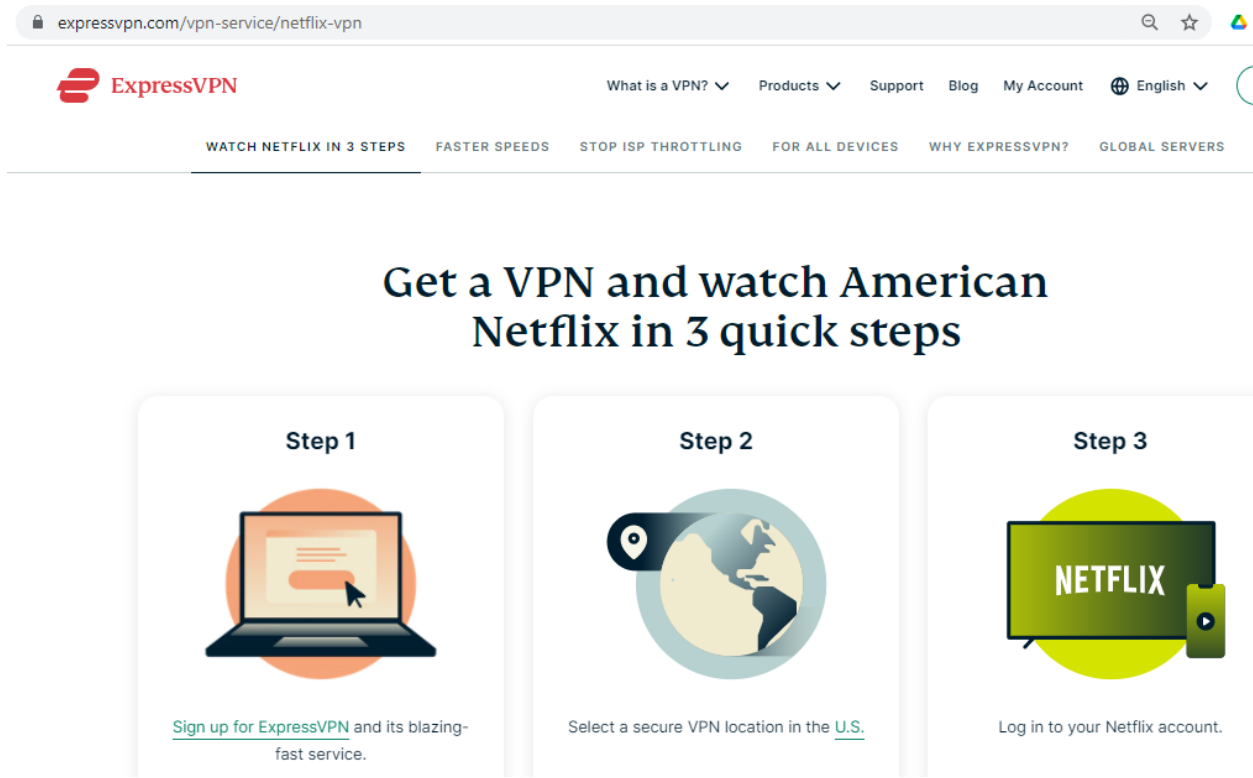 expressvpn.com/vpn-service/netflix-vpn
ExpressVPN
What is a VPN? Products Support Blog My Account English
WATCH NETFLIX IN 3 STEPS FASTER SPEEDS STOP ISP THROTTLING FOR ALL DEVICES WHY EXPRESSVPN? GLOBAL SERVERS
Get a VPN and watch American
Netflix in 3 quick steps
Step 1
Sign up for ExpressVPN and its blazing-
fast service.
Step 2
Select a secure VPN location in the U.S.
Step 3
NETFLIX
Log in to your Netflix account.